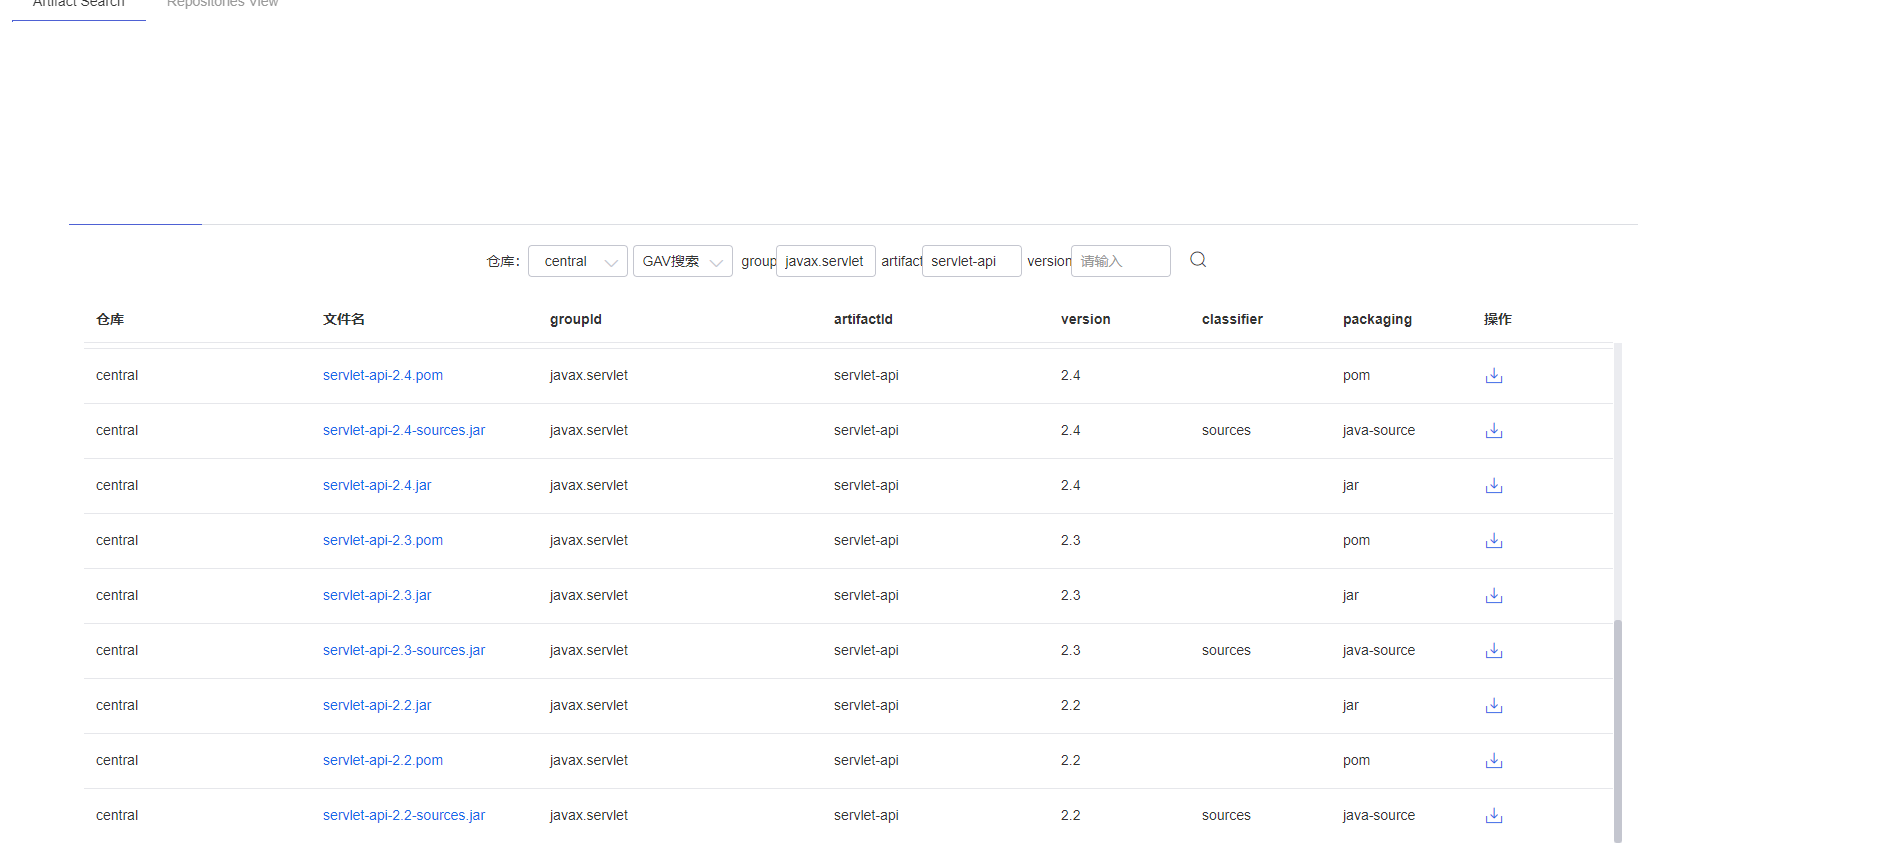 Artifact Search Repositories View
仓库： central GAV搜索 group javax.servlet artifact servlet-api version 请输入
仓库 文件名 groupId artifactId version classifier packaging 操作
central servlet-api-2.4.pom javax.servlet servlet-api 2.4 pom
central servlet-api-2.4-sources.jar javax.servlet servlet-api 2.4 sources java-source
central servlet-api-2.4.jar javax.servlet servlet-api 2.4 jar
central servlet-api-2.3.pom javax.servlet servlet-api 2.3 pom
central servlet-api-2.3.jar javax.servlet servlet-api 2.3 jar
central servlet-api-2.3-sources.jar javax.servlet servlet-api 2.3 sources java-source
central servlet-api-2.2.jar javax.servlet servlet-api 2.2 jar
central servlet-api-2.2.pom javax.servlet servlet-api 2.2 pom
central servlet-api-2.2-sources.jar javax.servlet servlet-api 2.2 sources java-source